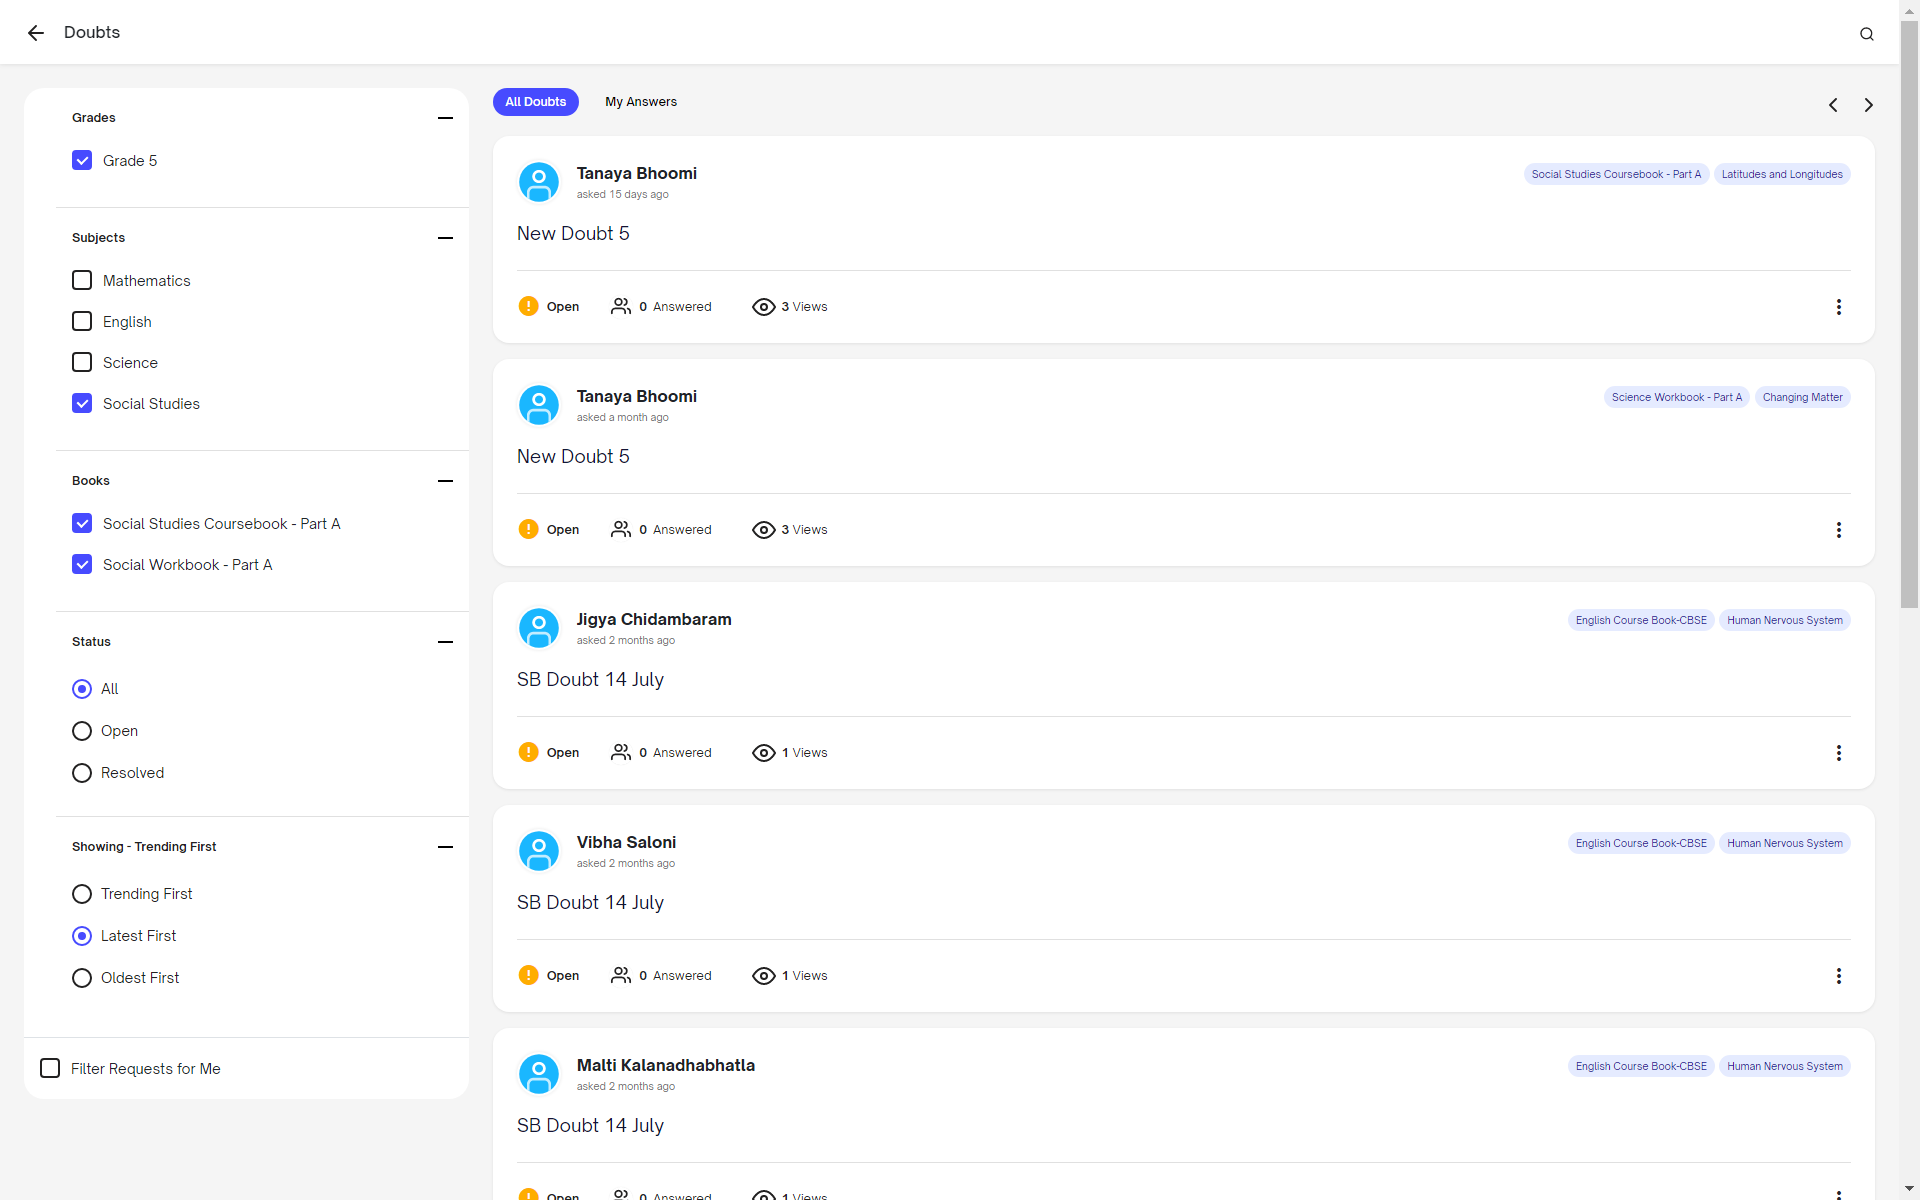 Doubts
Grades
Grade 5
Subjects
Mathematics
English
Science
Social Studies
Books
Social Studies Coursebook - Part A
Social Workbook - Part A
Status
All
Open
Resolved
Showing - Trending First
Trending First
Latest First
Oldest First
Filter Requests for Me
All Doubts My Answers
Tanaya Bhoomi Social Studies Coursebook - Part A Latitudes and Longitudes
asked 15 days ago
New Doubt 5
Open 0 Answered 3 Views
Tanaya Bhoomi Science Workbook - Part A Changing Matter
asked a month ago
New Doubt 5
Open 0 Answered 3 Views
Jigya Chidambaram English Course Book-CBSE Human Nervous System
asked 2 months ago
SB Doubt 14 July
Open 0 Answered 1 Views
Vibha Saloni English Course Book-CBSE Human Nervous System
asked 2 months ago
SB Doubt 14 July
Open 0 Answered 1 Views
Malti Kalanadhabhatla English Course Book-CBSE Human Nervous System
asked 2 months ago
SB Doubt 14 July
Open 0 Answered 1 Views